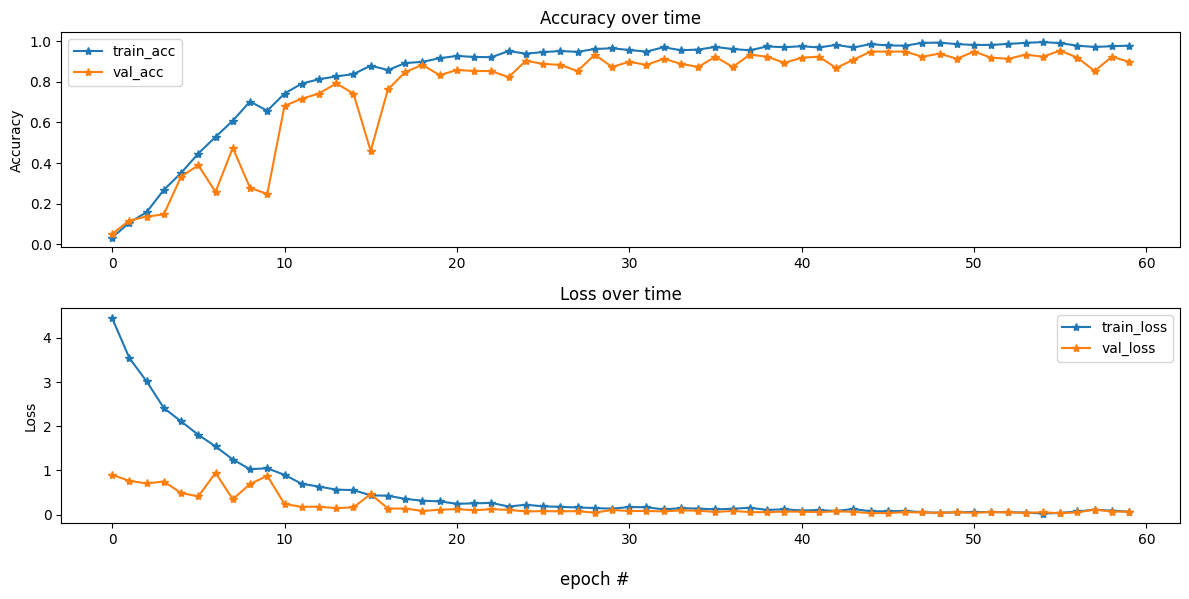 Accuracy over time
1.0
0.8
0.6
0.4
0.2
0.0
Accuracy
train_acc
val_acc
0 10 20 30 40 50 60
Loss over time
4
3
2
1
0
Loss
train_loss
val_loss
0 10 20 30 40 50 60
epoch #